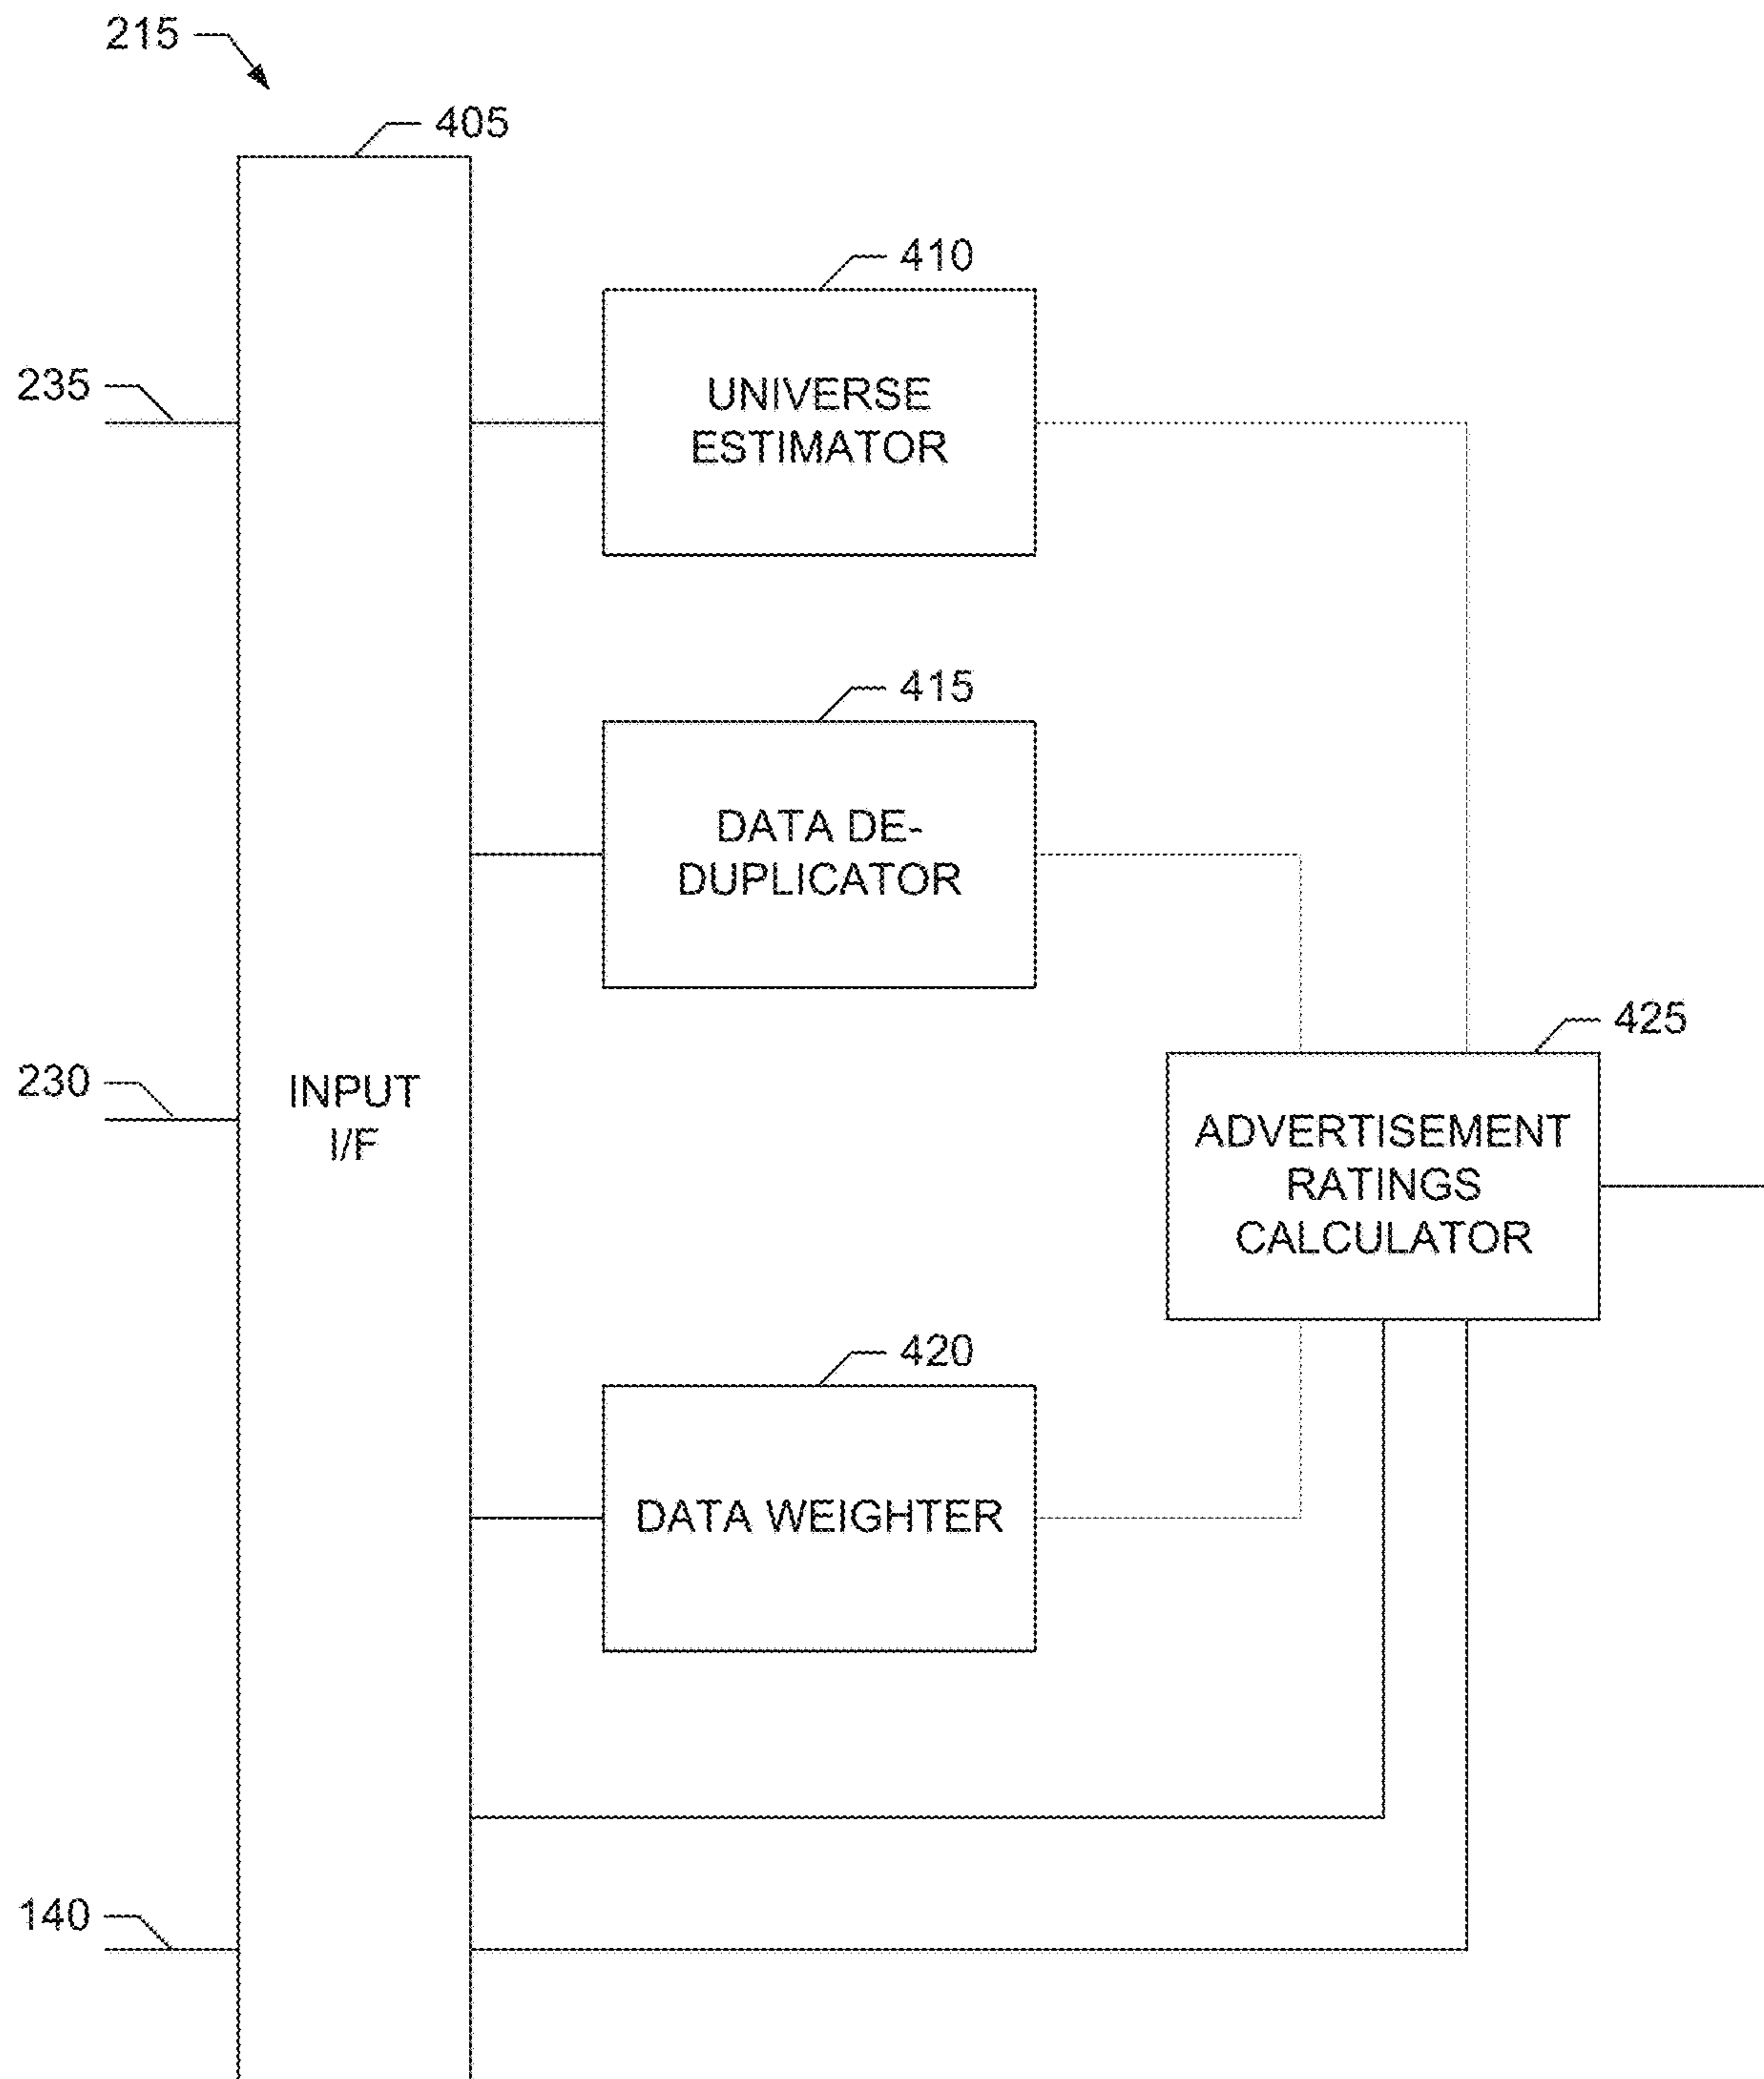 215
405
410
235
UNIVERSE
ESTIMATOR
415
DATA DE-
DUPLICATOR
425
230
INPUT
I/F
ADVERTISEMENT
RATINGS
CALCULATOR
420
DATA WEIGHTER
140